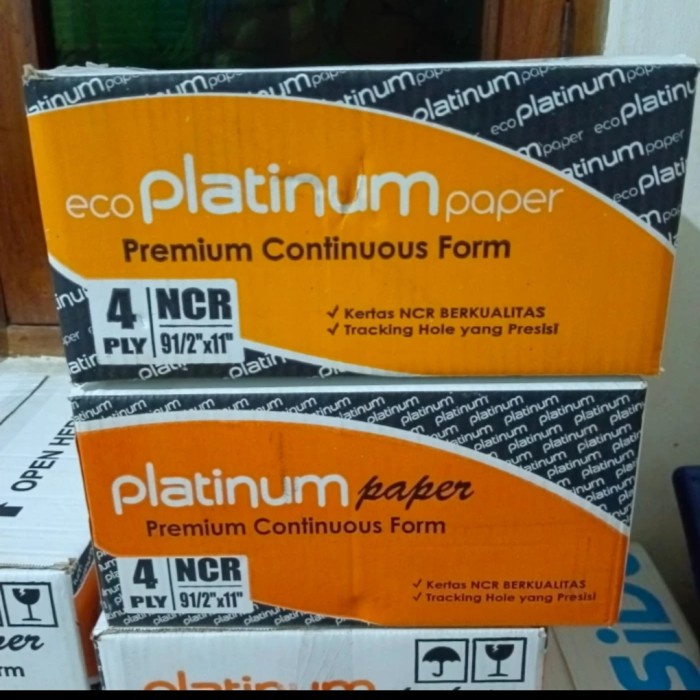 eco platinum paper
Premium Continuous Form
4 PLY
NCR
91/2"x11"
✓ Kertas NCR BERKUALITAS
✓ Tracking Hole yang Presisi
platinum paper
Premium Continuous Form
4 PLY
NCR
91/2"x11"
✓ Kertas NCR BERKUALITAS
✓ Tracking Hole yang Presisi
OPEN
platinum